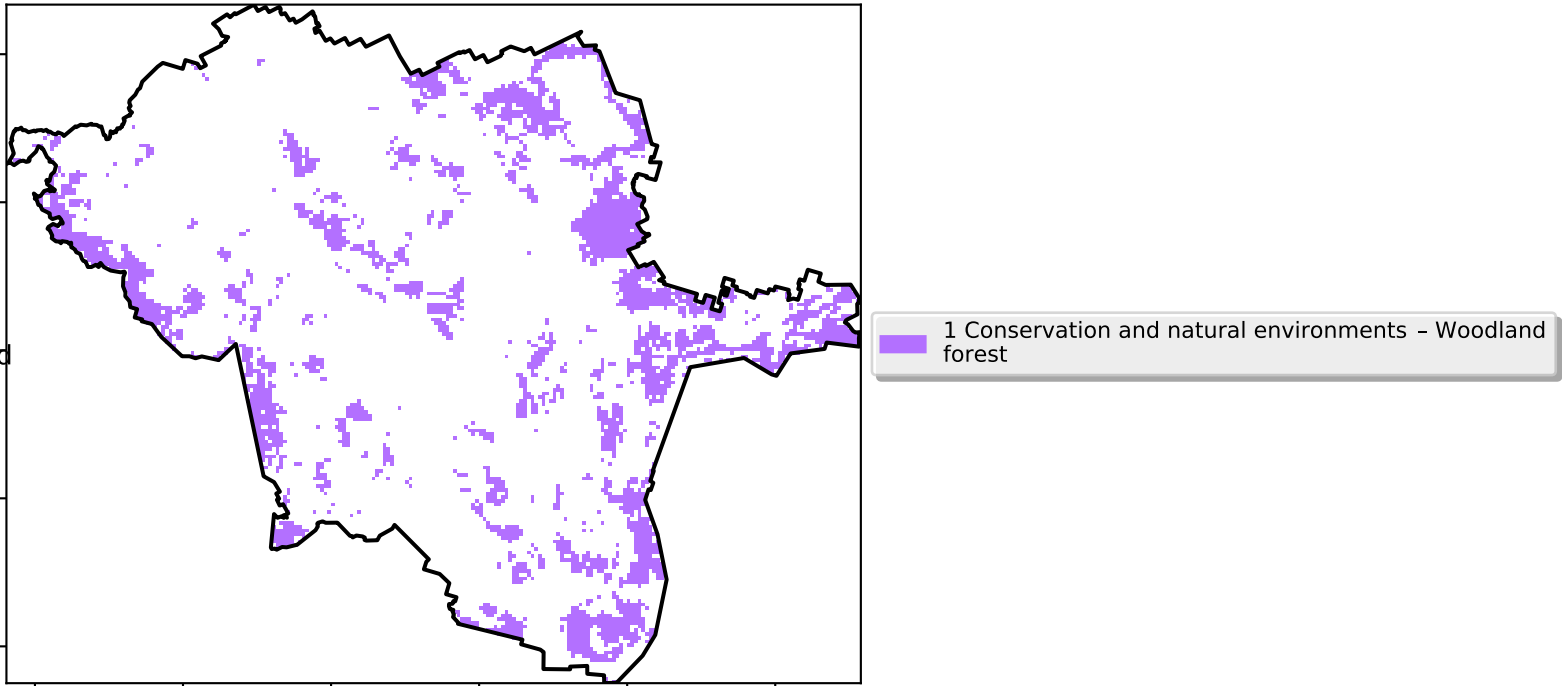 1 Conservation and natural environments – Woodland
forest